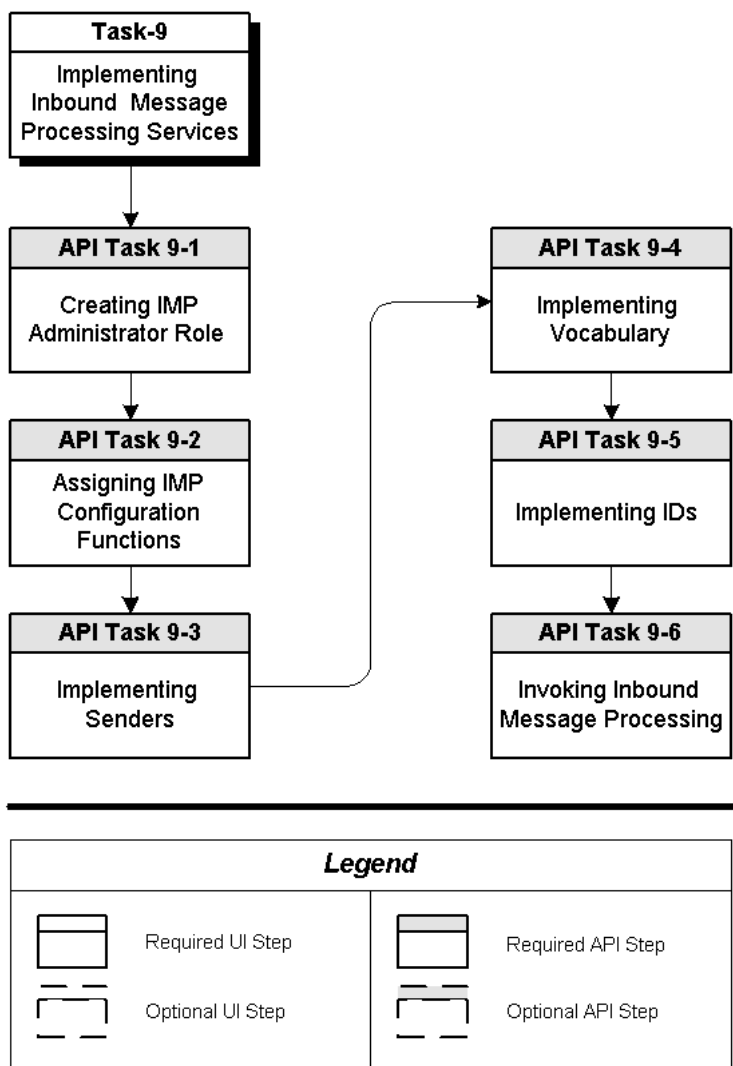 Task-9
Implementing
Inbound Message
Processing Services
API Task 9-1
Creating IMP
Administrator Role
API Task 9-2
Assigning IMP
Configuration
Functions
API Task 9-3
Implementing
Senders
API Task 9-4
Implementing
Vocabulary
API Task 9-5
Implementing IDs
API Task 9-6
Invoking Inbound
Message Processing
Legend
Required UI Step
Optional UI Step
Required API Step
Optional API Step